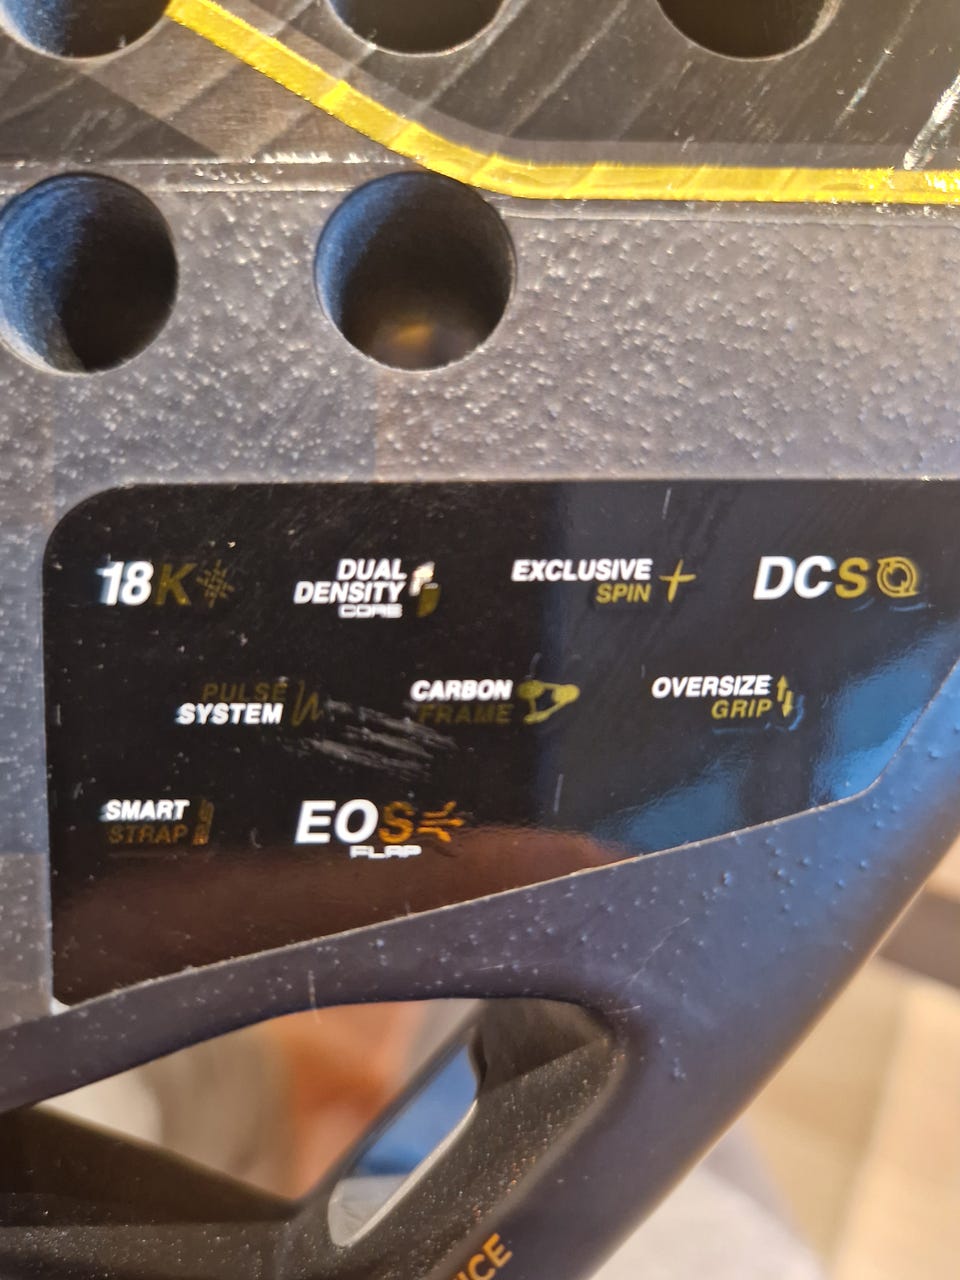 18K
DUAL
DENSITY
CORE
EXCLUSIVE
SPIN
DCS
PULSE
SYSTEM
CARBON
FRAME
OVERSIZE
GRIP
SMART
STRAP
EOS
FLAP